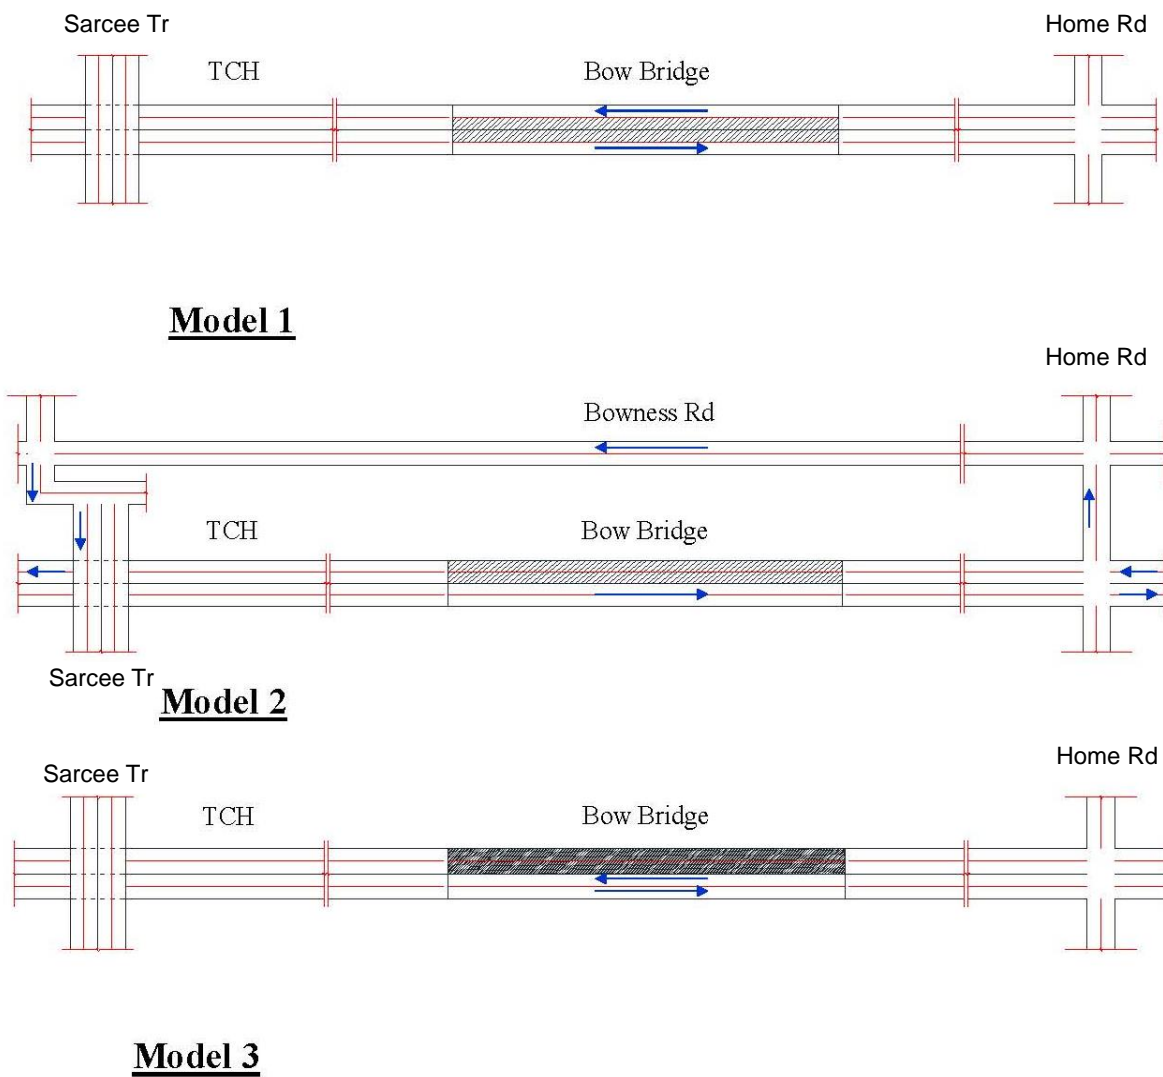 Sarcee Tr
Home Rd
TCH
Bow Bridge
Model 1
Home Rd
Bowness Rd
TCH
Bow Bridge
Sarcee Tr
Model 2
Sarcee Tr
Home Rd
TCH
Bow Bridge
Model 3